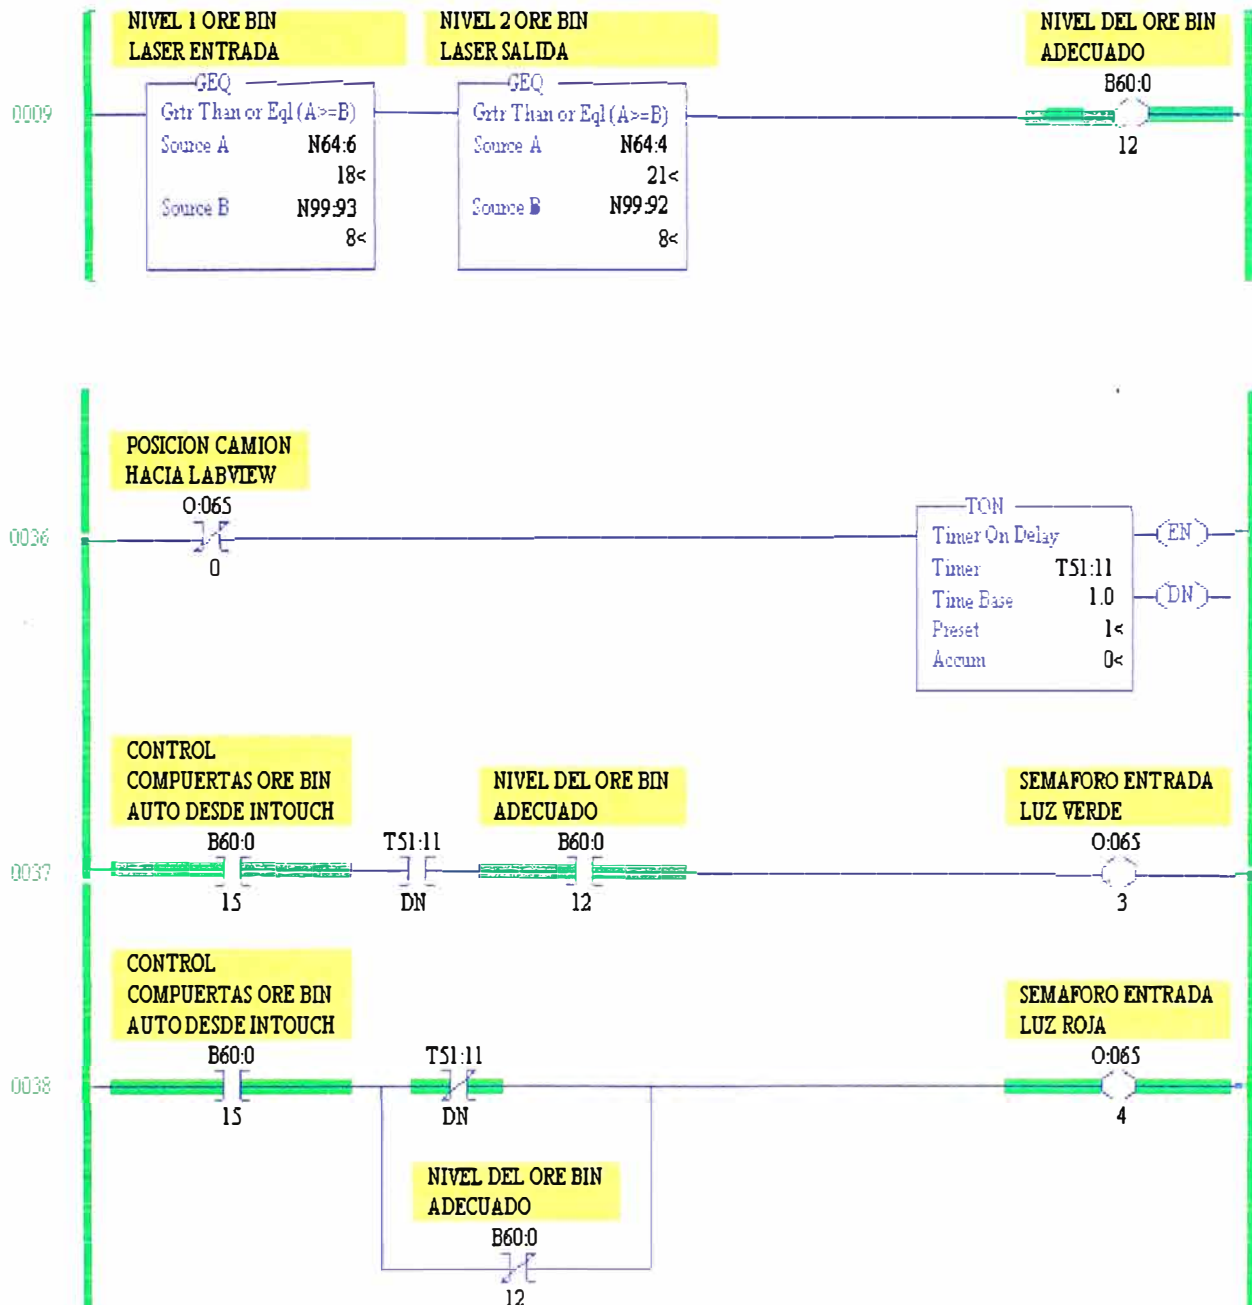 NIVEL 1 ORE BIN
LASER ENTRADA
NIVEL 2 ORE BIN
LASER SALIDA
NIVEL DEL ORE BIN
ADECUADO
0009
GEQ
Grtr Than or Eql (A>=B)
Source A N64:6
18<
Source B N99:93
8<
GEQ
Grtr Than or Eql (A>=B)
Source A N64:4
21<
Source B N99:92
8<
B60:0
12
POSICION CAMION
HACIA LABVIEW
O:065
0
0036
TON
Timer On Delay
Timer T51:11
Time Base 1.0
Preset 1<
Accum 0<
EN
DN
CONTROL
COMPUERTAS ORE BIN
AUTO DESDE INTOUCH
B60:0
15
T51:11
DN
NIVEL DEL ORE BIN
ADECUADO
B60:0
12
SEMAFORO ENTRADA
LUZ VERDE
O:065
3
0037
CONTROL
COMPUERTAS ORE BIN
AUTO DESDE INTOUCH
B60:0
15
T51:11
DN
SEMAFORO ENTRADA
LUZ ROJA
O:065
4
0038
NIVEL DEL ORE BIN
ADECUADO
B60:0
12